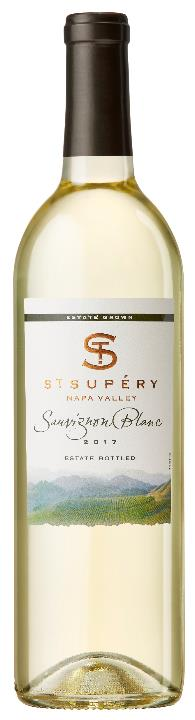 ESTATE GROWN
ST
ST SUPÉRY
NAPA VALLEY
Sauvignon Blanc
2017
ESTATE BOTTLED